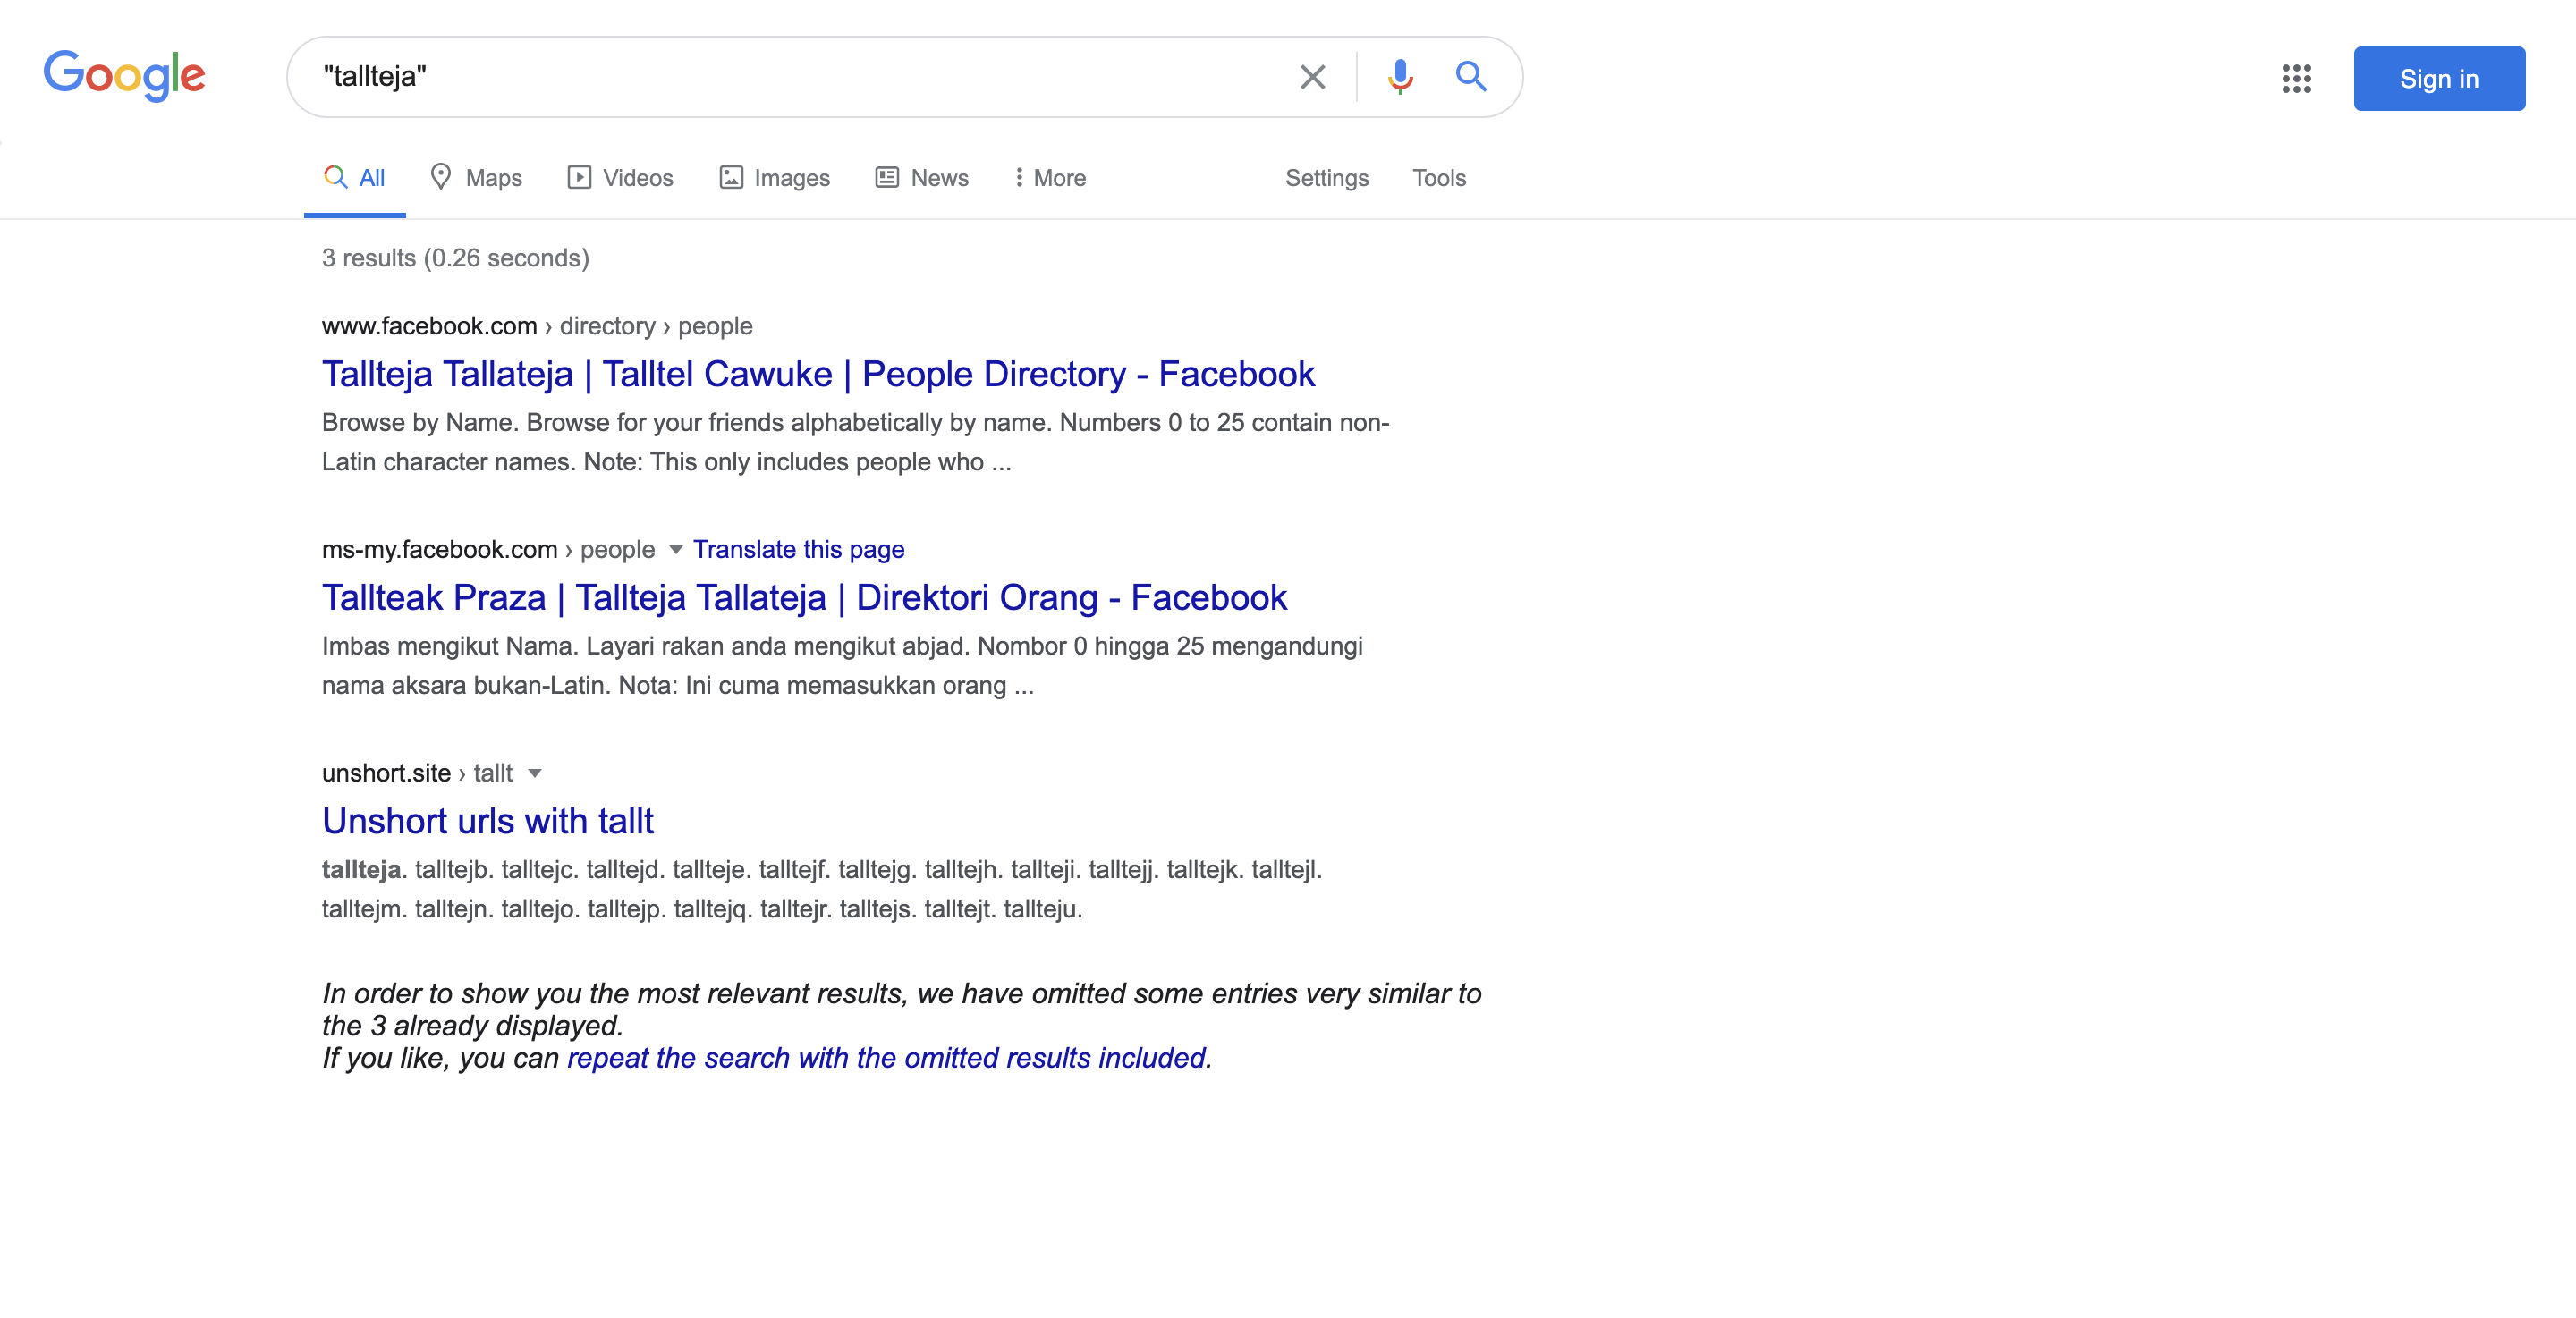 Google
"tallteja"
Sign in
All Maps Videos Images News More Settings Tools
3 results (0.26 seconds)
www.facebook.com › directory › people
Tallteja Tallateja | Talltel Cawuke | People Directory - Facebook
Browse by Name. Browse for your friends alphabetically by name. Numbers 0 to 25 contain non-
Latin character names. Note: This only includes people who ...
ms-my.facebook.com › people Translate this page
Tallteak Praza | Tallteja Tallateja | Direktori Orang - Facebook
Imbas mengikut Nama. Layari rakan anda mengikut abjad. Nombor 0 hingga 25 mengandungi
nama aksara bukan-Latin. Nota: Ini cuma memasukkan orang ...
unshort.site › tallt
Unshort urls with tallt
tallteja. talltejb. talltejc. talltejd. tallteje. talltejf. talltejg. talltejh. tallteji. talltejj. talltejk. talltejl.
talltejm. talltejn. talltejo. talltejp. talltejq. talltejr. talltejs. talltejt. tallteju.
In order to show you the most relevant results, we have omitted some entries very similar to
the 3 already displayed.
If you like, you can repeat the search with the omitted results included.